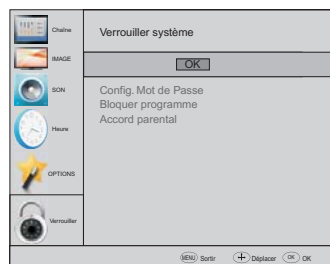 Chaîne
IMAGE
SON
Heure
OPTIONS
Verrouiller
Verrouiller système
OK
Config. Mot de Passe
Bloquer programme
Accord parental
MENU Sortir Déplacer OK OK